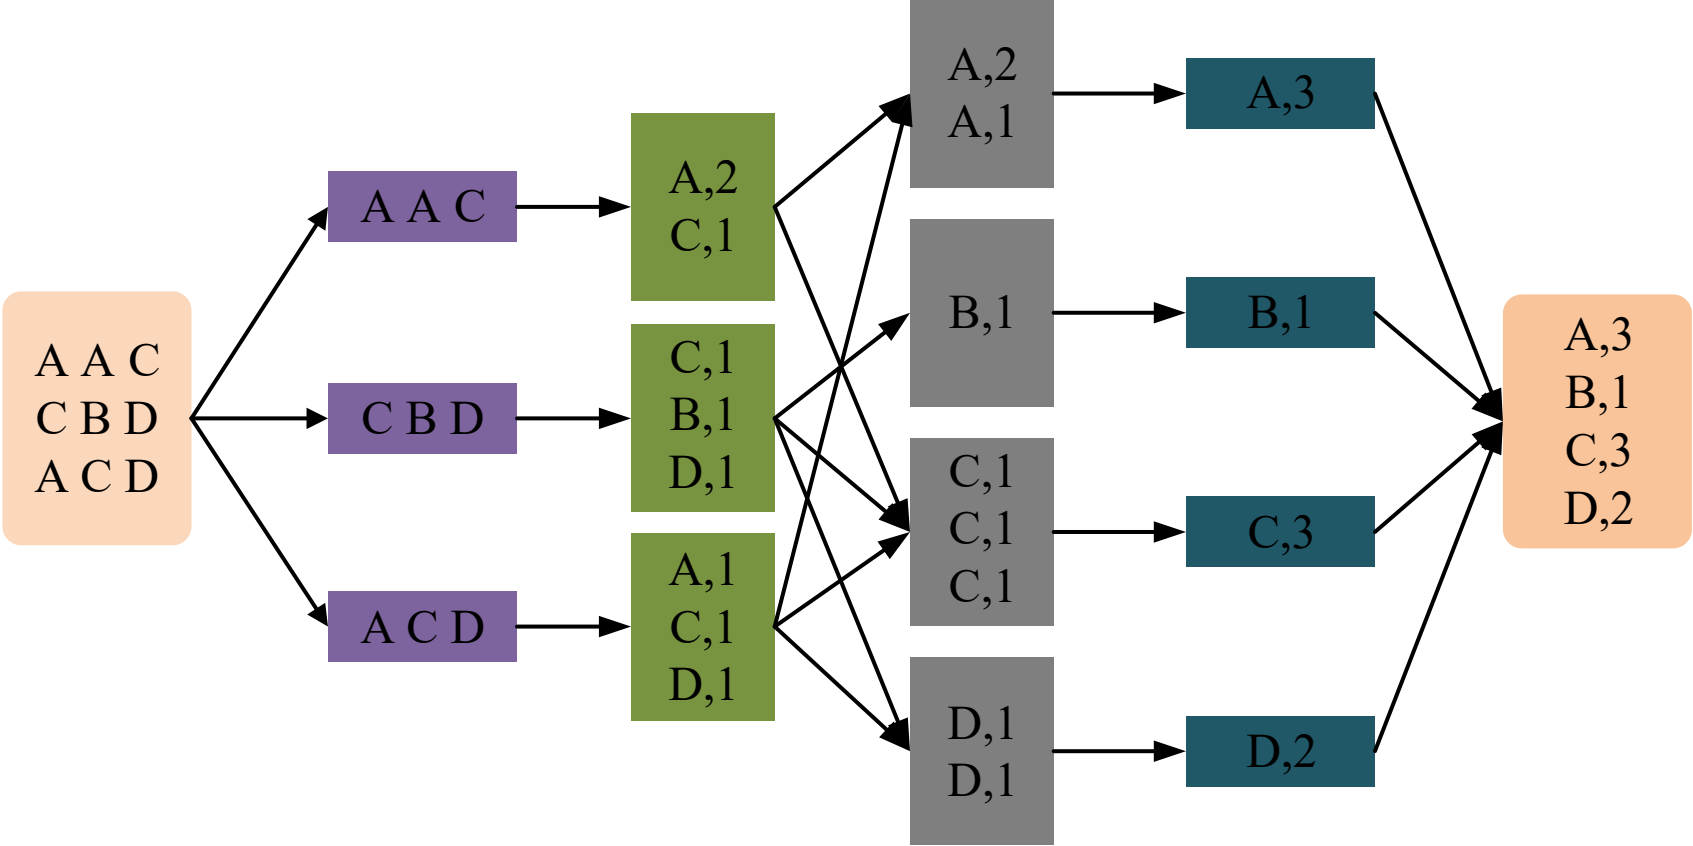 A A C
C B D
A C D
A A C
C B D
A C D
A,2
C,1
C,1
B,1
D,1
A,1
C,1
D,1
A,2
A,1
B,1
C,1
C,1
C,1
D,1
D,1
A,3
B,1
C,3
D,2
A,3
B,1
C,3
D,2